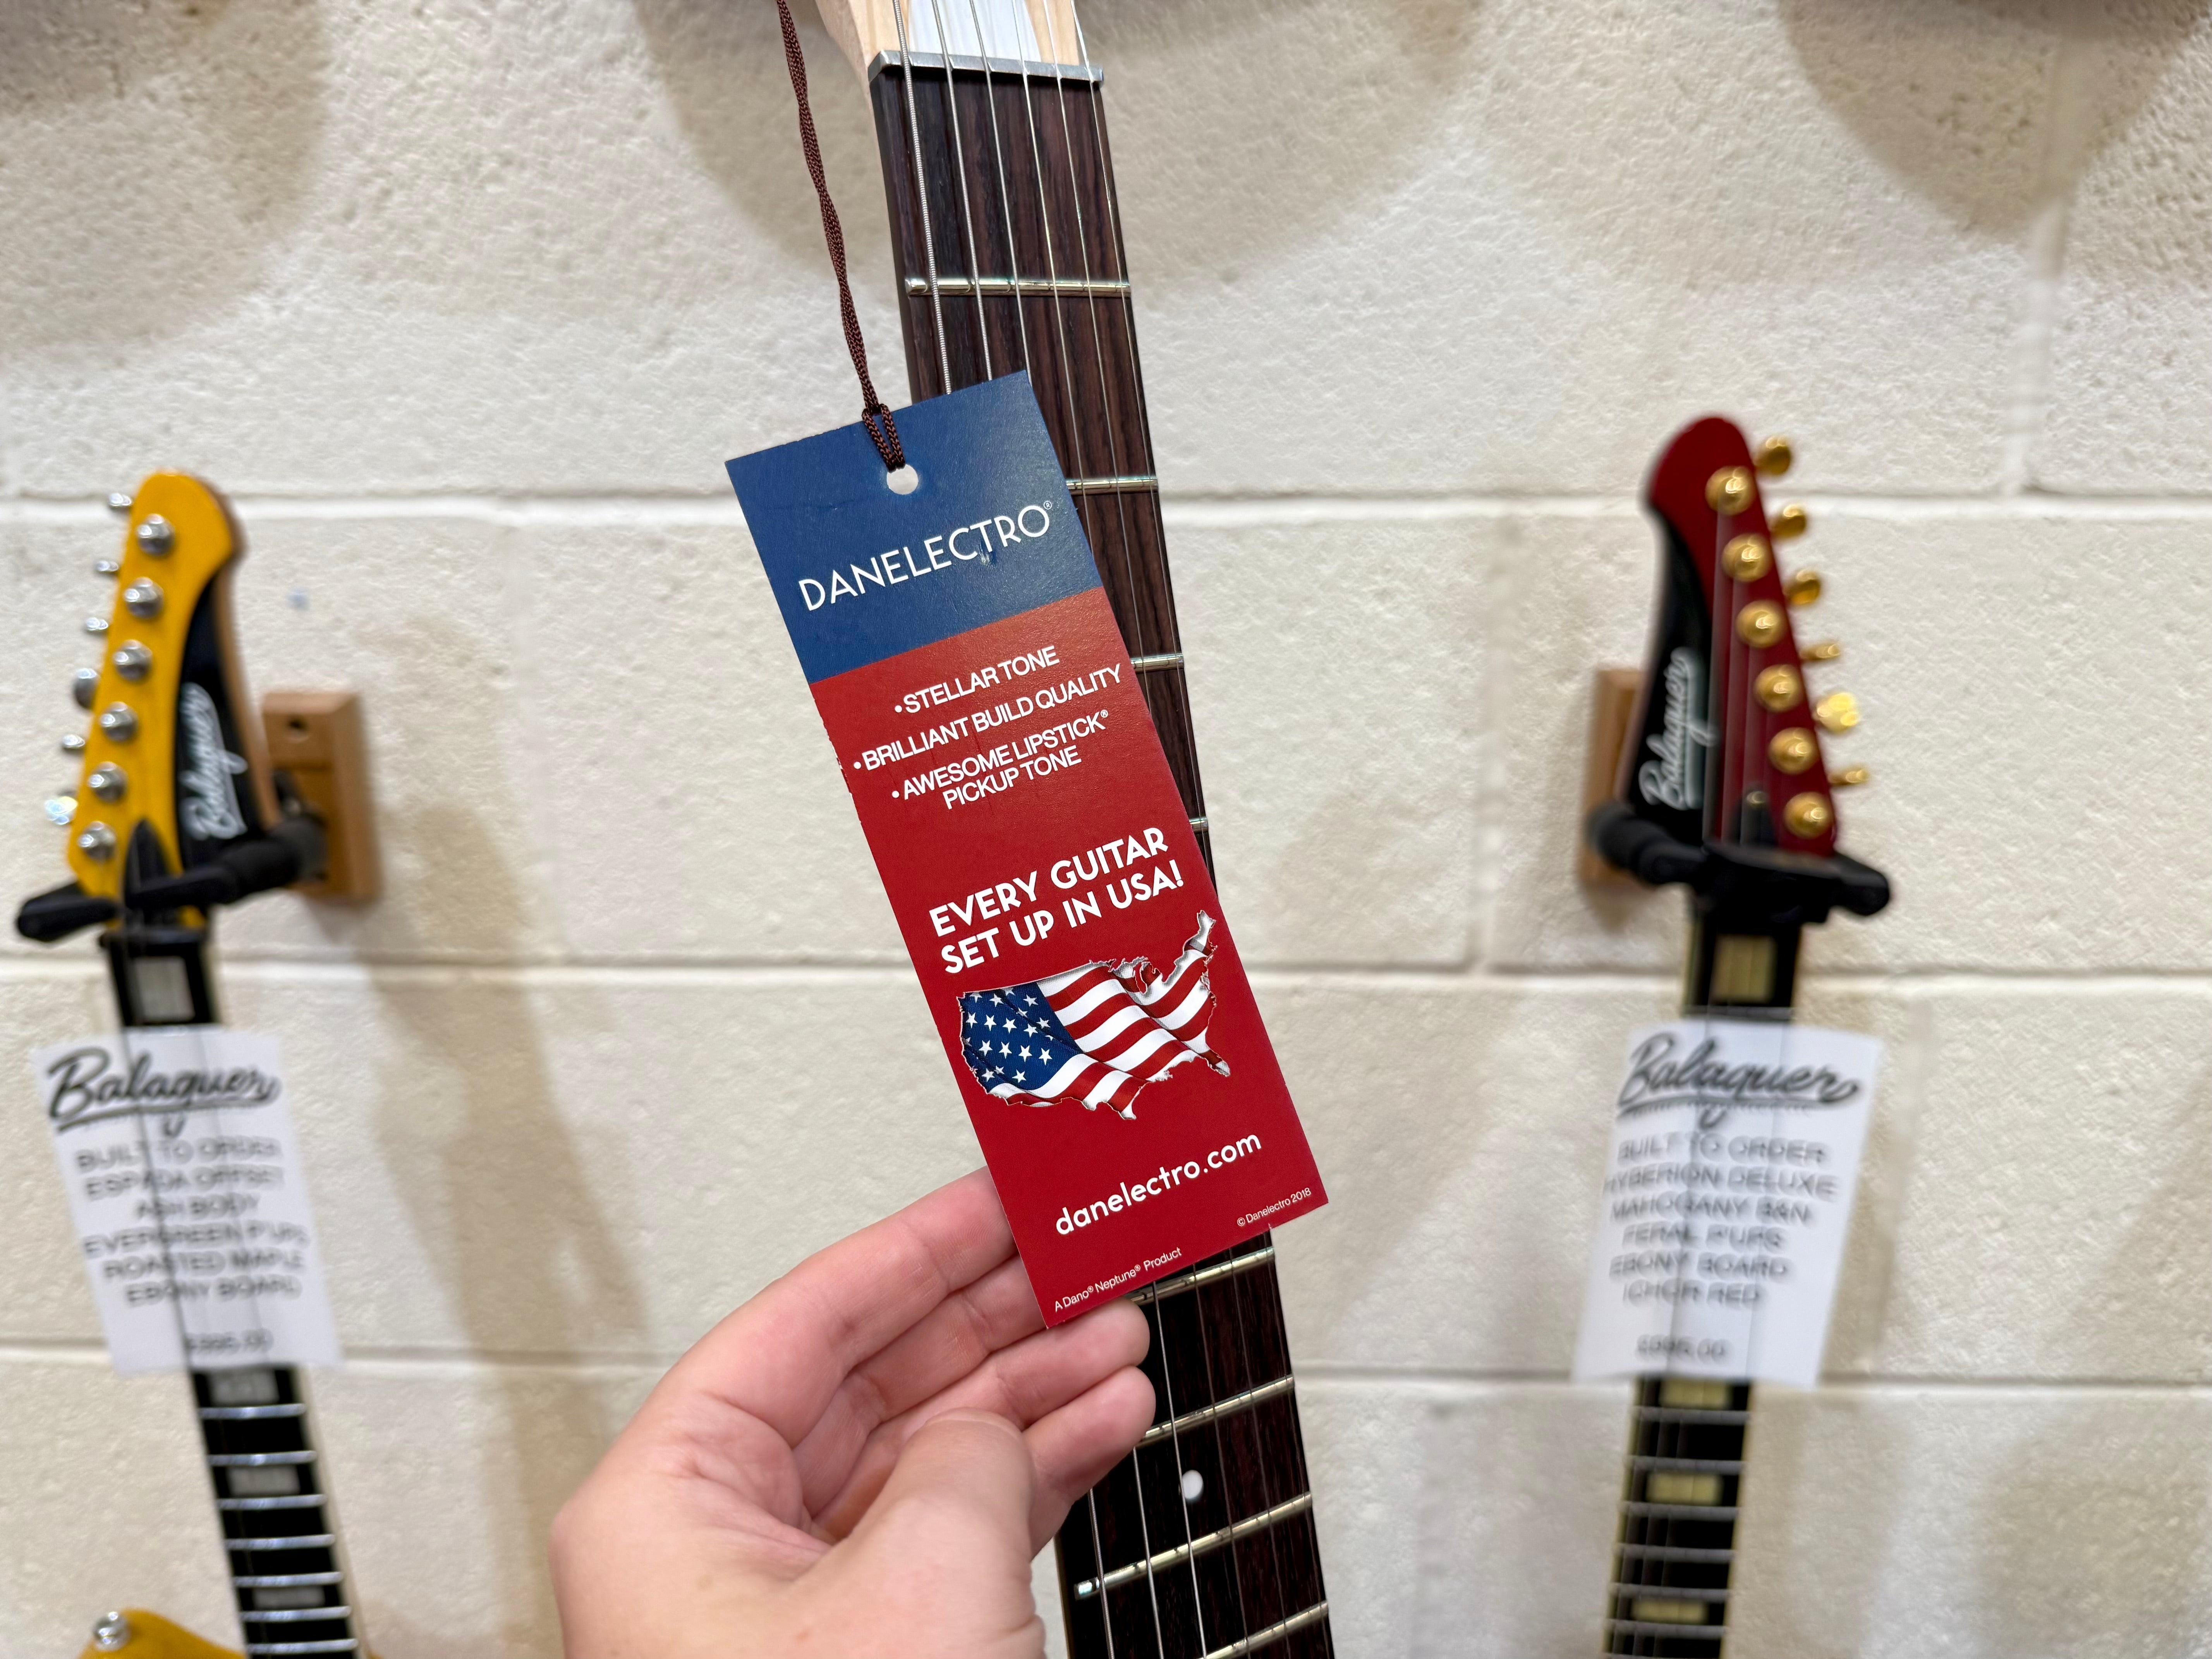 DANELECTRO®
•STELLAR TONE
•BRILLIANT BUILD QUALITY
•AWESOME LIPSTICK®
PICKUP TONE
EVERY GUITAR
SET UP IN USA!
danelectro.com
© Danelectro 2018
A Dano® Neptune® Product
Balaguer
Balaguer
BUILT TO ORDER
ESPADA OFFSET
ASH BODY
EVERGREEN P'UPS
ROASTED MAPLE
EBONY BOARD
Balaguer
Balaguer
BUILT TO ORDER
HYPERION DELUXE
MAHOGANY B&N
FERAL P'UPS
EBONY BOARD
ICHOR RED